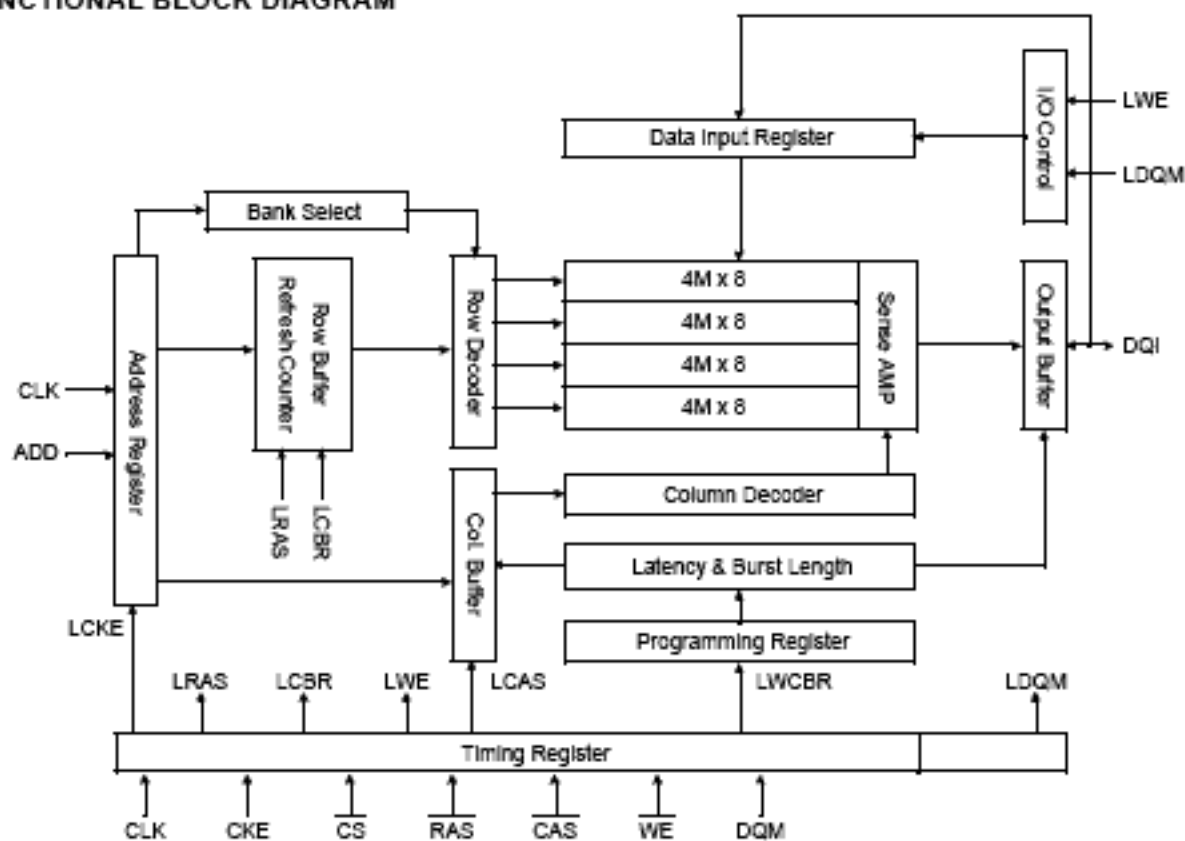 FUNCTIONAL BLOCK DIAGRAM
I/O Control
LWE
LDQM
Data Input Register
Bank Select
4M x 8
4M x 8
4M x 8
4M x 8
Sense AMP
Output Buffer
DQI
Row Decoder
Row Buffer
Refresh Counter
Address Register
CLK
ADD
LRAS
LCBR
Col. Buffer
Column Decoder
Latency & Burst Length
Programming Register
LCKE
LRAS
LCBR
LWE
LCAS
LWCBR
LDQM
Timing Register
CLK
CKE
CS
RAS
CAS
WE
DQM